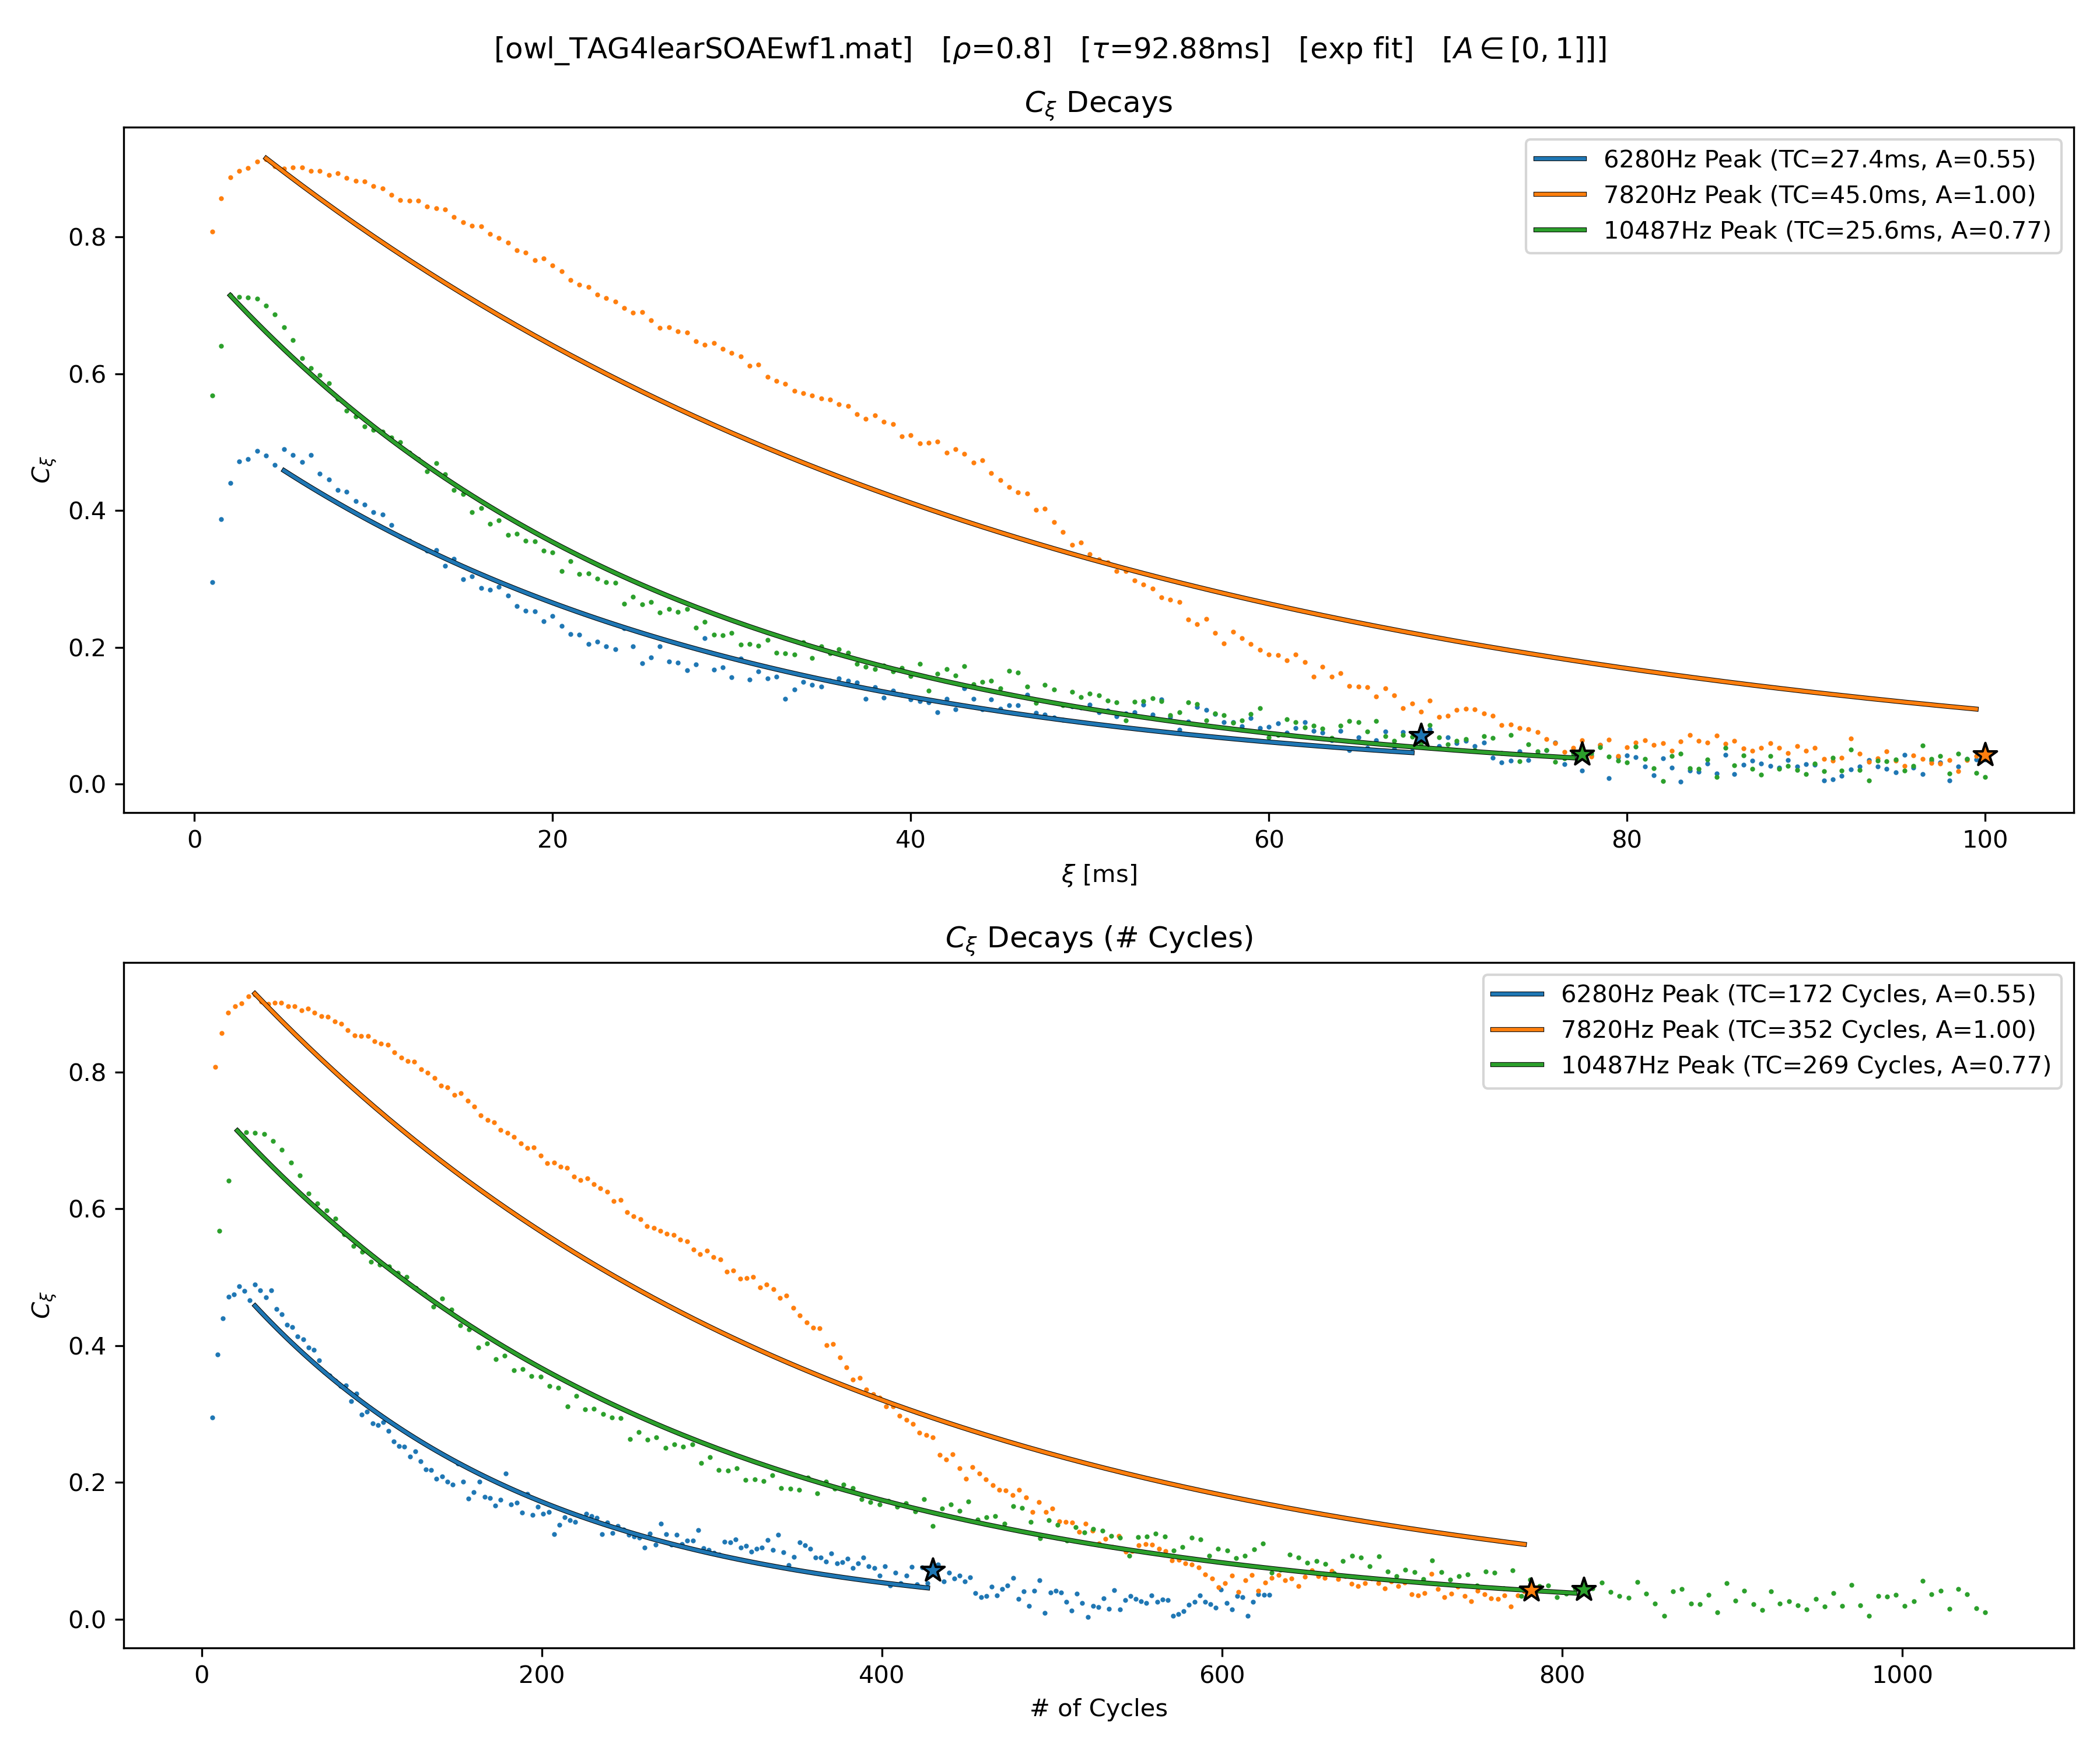 [owl_TAG4learSOAEwf1.mat] [ρ=0.8] [τ=92.88ms] [exp fit] [A ∈ [0, 1]]]
C_ξ Decays
6280Hz Peak (TC=27.4ms, A=0.55)
7820Hz Peak (TC=45.0ms, A=1.00)
10487Hz Peak (TC=25.6ms, A=0.77)
0.8
0.6
0.4
0.2
0.0
C_ξ
0 20 40 60 80 100
ξ [ms]
C_ξ Decays (# Cycles)
6280Hz Peak (TC=172 Cycles, A=0.55)
7820Hz Peak (TC=352 Cycles, A=1.00)
10487Hz Peak (TC=269 Cycles, A=0.77)
0.8
0.6
0.4
0.2
0.0
C_ξ
0 200 400 600 800 1000
# of Cycles